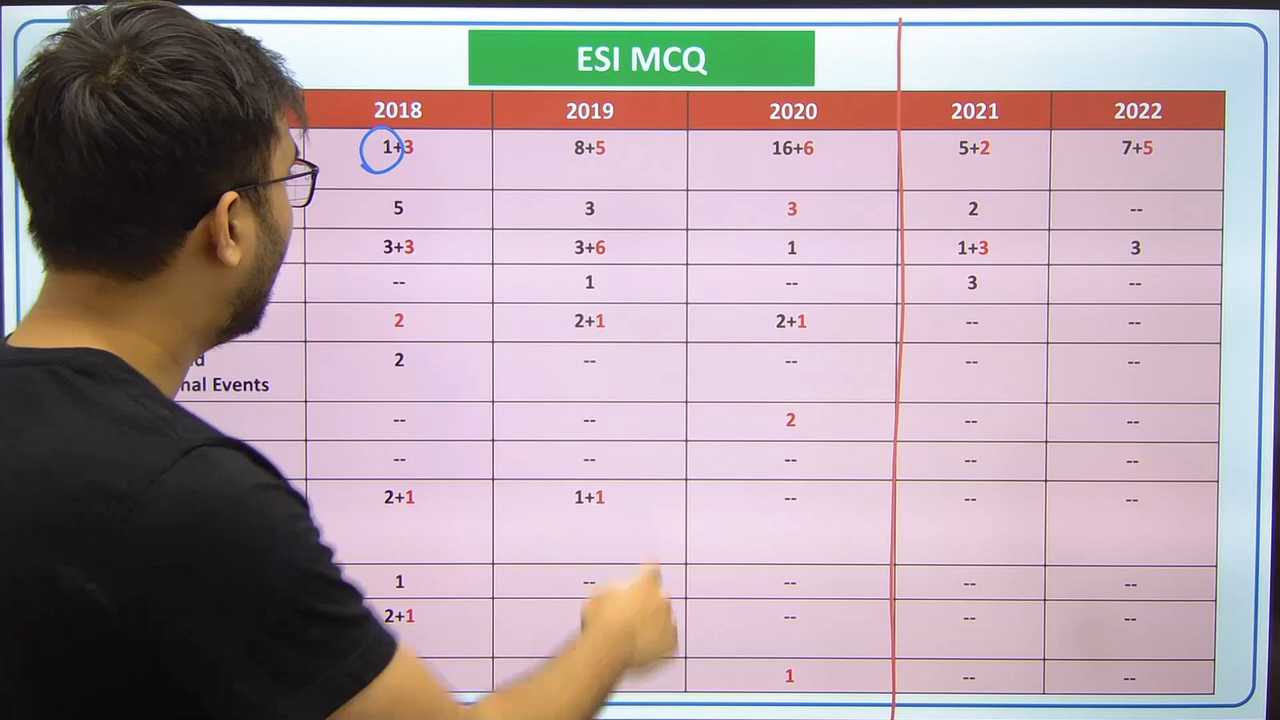 ESI MCQ
2018 2019 2020 2021 2022
1+3 8+5 16+6 5+2 7+5
5 3 3 2 --
3+3 3+6 1 1+3 3
-- 1 -- 3 --
2 2+1 2+1 -- --
2 -- -- -- --
nal Events
-- -- 2 -- --
-- -- -- -- --
2+1 1+1 -- -- --
1 -- -- -- --
2+1 -- --  --
1 -- --